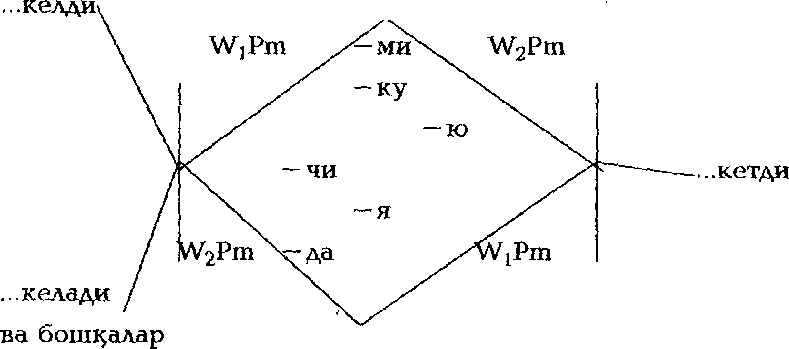 ...келди
W₁Pm – ми W₂Pm
– ку
– ю
– чи
...кетди
– я
W₂Pm – да W₁Pm
...келади
ва бошқалар